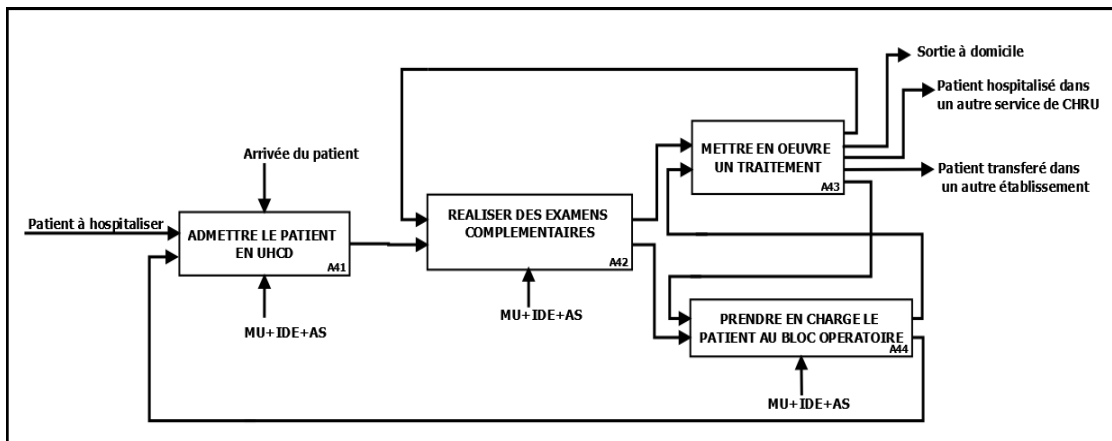 Sortie à domicile
Patient hospitalisé dans
un autre service de CHRU
METTRE EN OEUVRE
UN TRAITEMENT
A43
Arrivée du patient
Patient transferé dans
un autre établissement
Patient à hospitaliser
ADMETTRE LE PATIENT
EN UHCD
A41
REALISER DES EXAMENS
COMPLEMENTAIRES
A42
MU+IDE+AS
MU+IDE+AS
PRENDRE EN CHARGE LE
PATIENT AU BLOC OPERATOIRE
A44
MU+IDE+AS